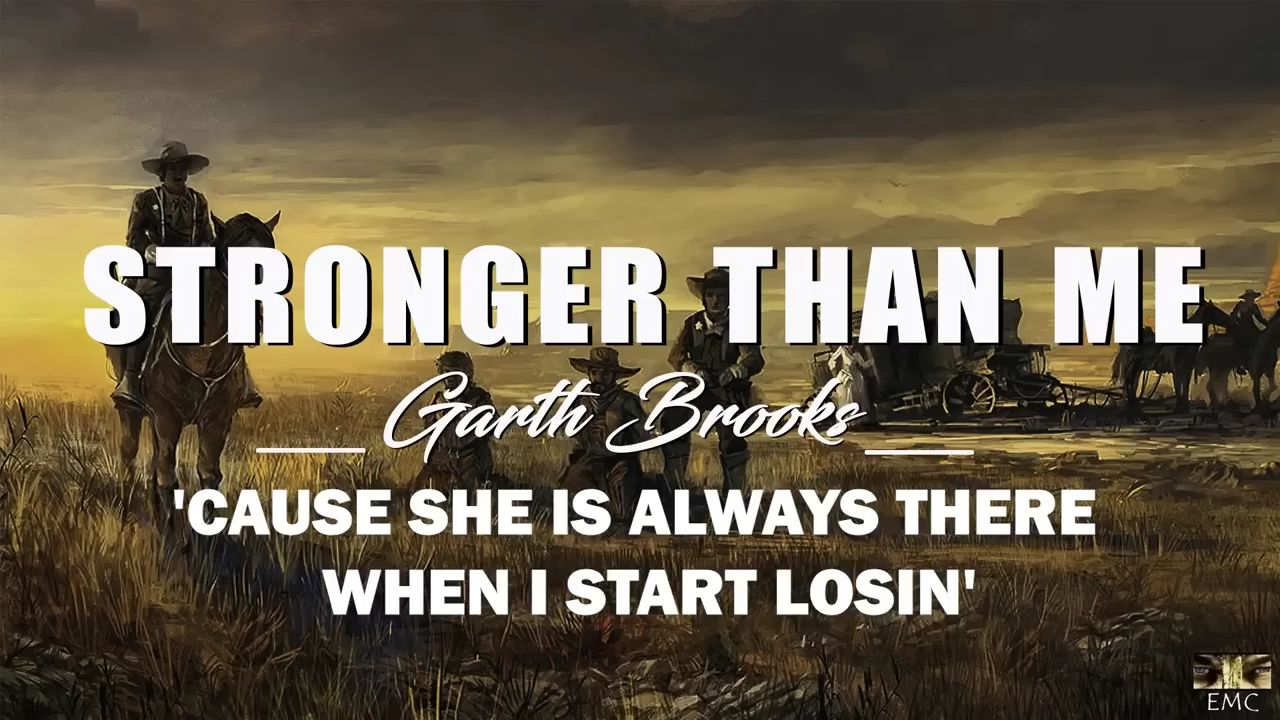 STRONGER THAN ME
Garth Brooks
'CAUSE SHE IS ALWAYS THERE
WHEN I START LOSIN'
EMC